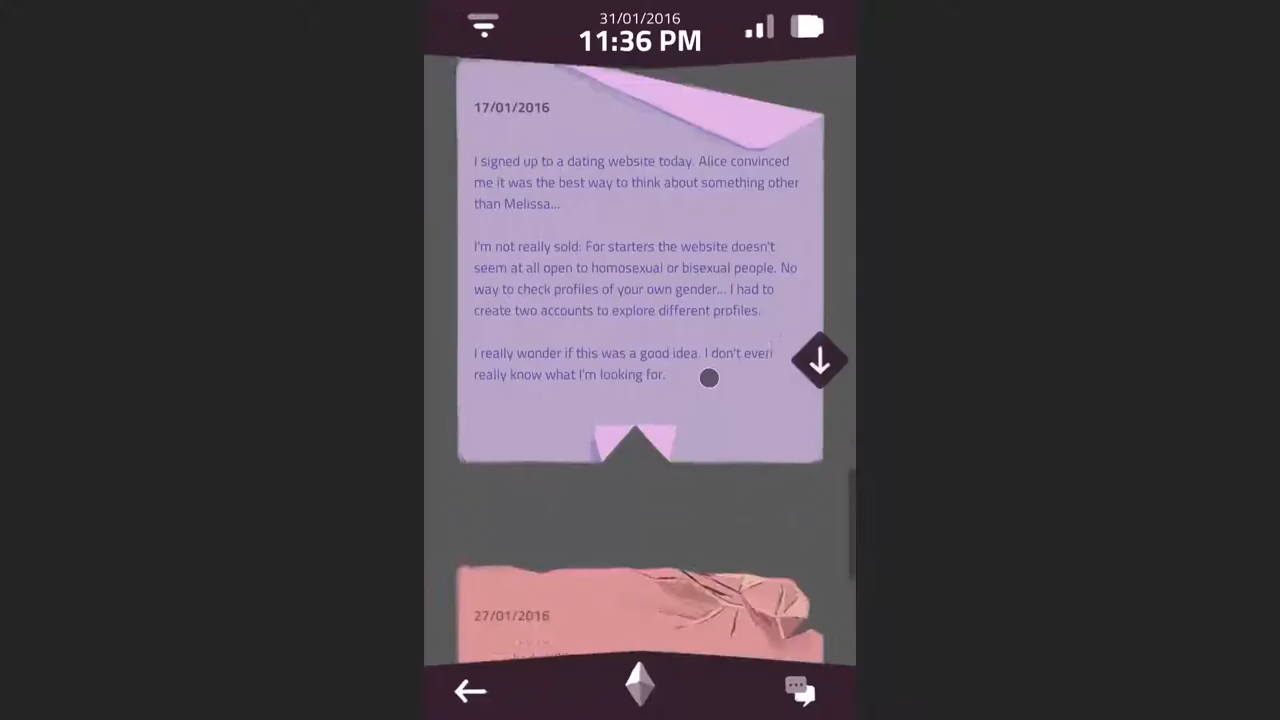 31/01/2016
11:36 PM
17/01/2016
I signed up to a dating website today. Alice convinced
me it was the best way to think about something other
than Melissa...
I'm not really sold: For starters the website doesn't
seem at all open to homosexual or bisexual people. No
way to check profiles of your own gender... I had to
create two accounts to explore different profiles.
I really wonder if this was a good idea. I don't even
really know what I'm looking for.
27/01/2016